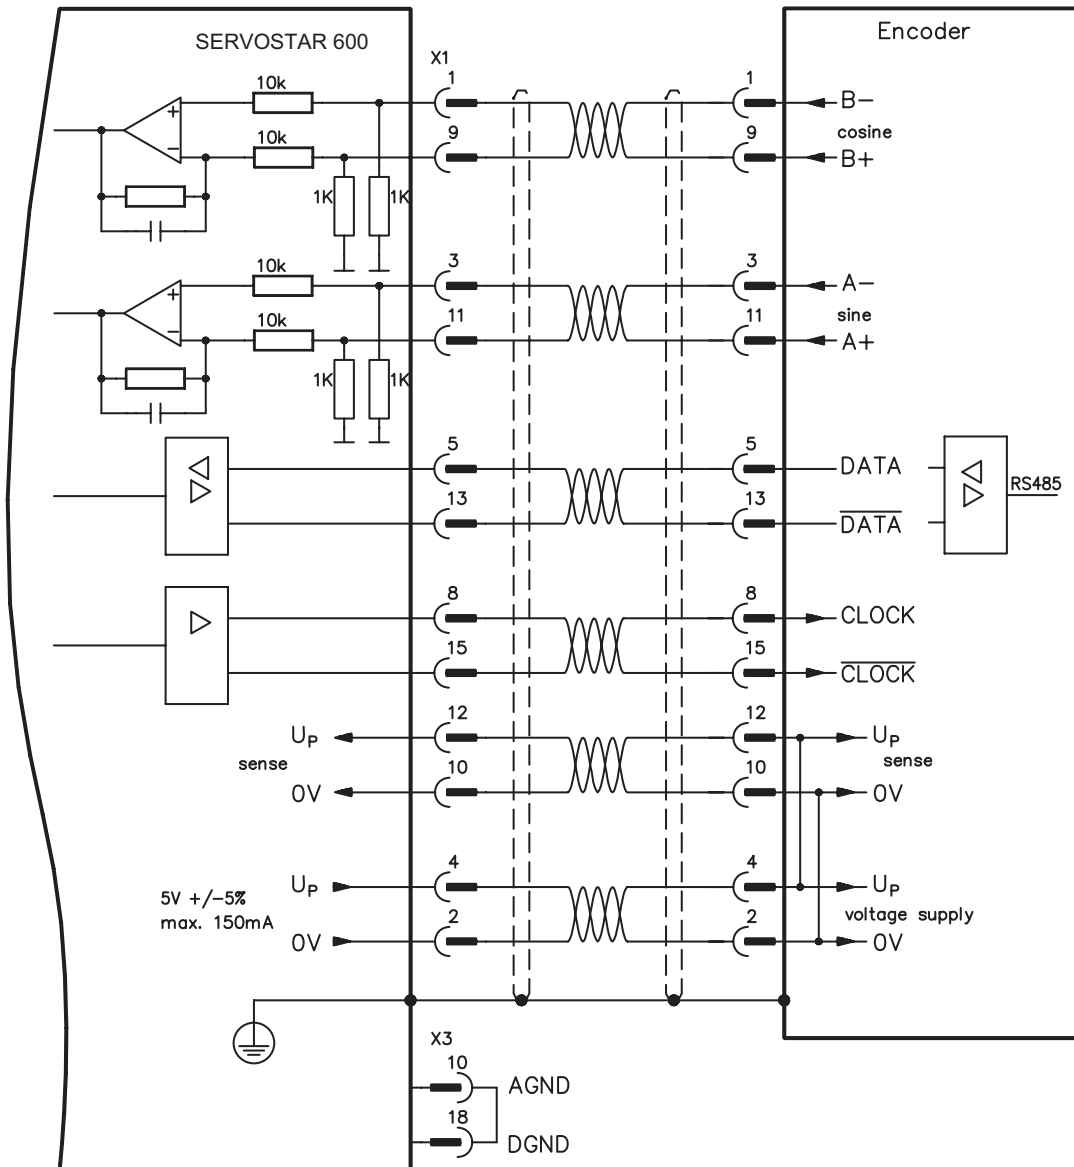 SERVOSTAR 600
Encoder
X1
10k
1
1
B-
cosine
10k
9
9
B+
1K
1K
10k
3
3
A-
sine
10k
11
11
A+
1K
1K
5
5
DATA
RS485
13
13
DATA
8
8
CLOCK
15
15
CLOCK
UP
12
12
UP
sense
sense
0V
10
10
0V
UP
4
4
UP
5V +/-5%
max. 150mA
voltage supply
0V
2
2
0V
X3
10
AGND
18
DGND